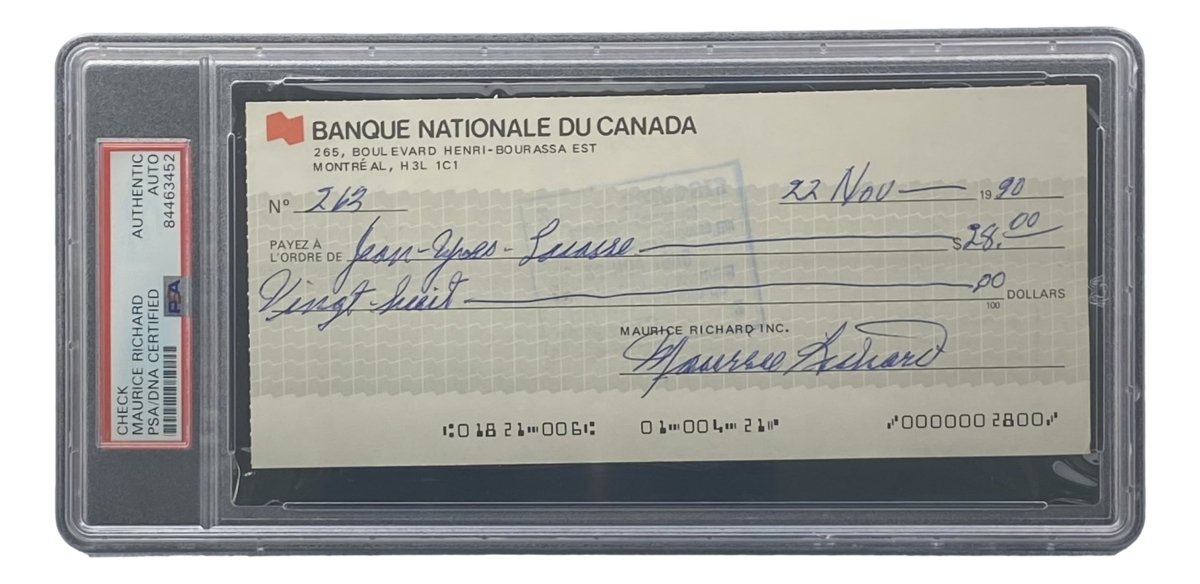 CHECK
MAURICE RICHARD
PSA/DNA CERTIFIED
AUTHENTIC
AUTO
84463452
PSA
BANQUE NATIONALE DU CANADA
265, BOULEVARD HENRI-BOURASSA EST
MONTRÉAL, H3L 1C1
Nº 263
22 Nov 1990
PAYEZ À
L'ORDRE DE Jean-Yves $28.00
Vingt-huit 00/100 DOLLARS
MAURICE RICHARD INC.
Maurice Richard
⑆01821⑉006⑆ 01⑉004⑉21⑈ ⑇0000002800⑇